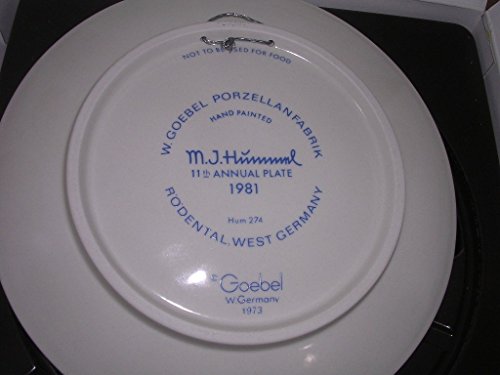 NOT TO BE USED FOR FOOD
W. GOEBEL PORZELLANFABRIK
HAND PAINTED
M.J. Hummel
11th ANNUAL PLATE
1981
Hum 274
RÖDENTAL, WEST GERMANY
Goebel
W. Germany
1973